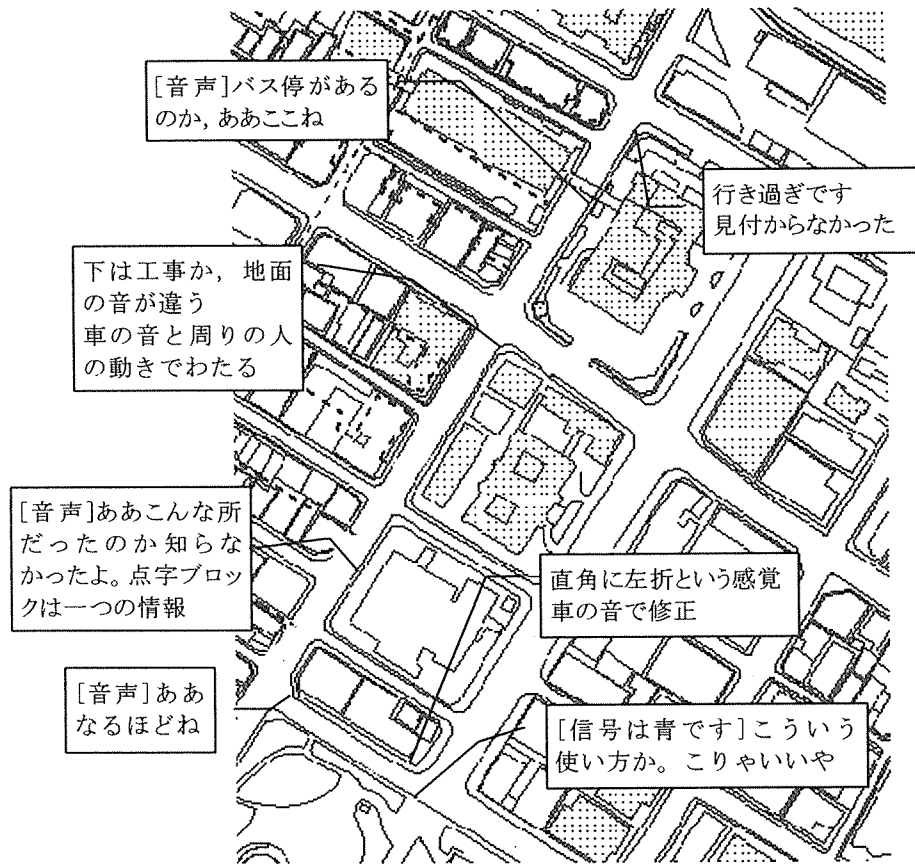 [音声]バス停がある
のか，ああここね
行き過ぎです
見付からなかった
下は工事か，地面
の音が違う
車の音と周りの人
の動きでわたる
[音声]ああこんな所
だったのか知らな
かったよ。点字ブロッ
クは一つの情報
直角に左折という感覚
車の音で修正
[音声]ああ
なるほどね
[信号は青です]こういう
使い方か。こりゃいいや